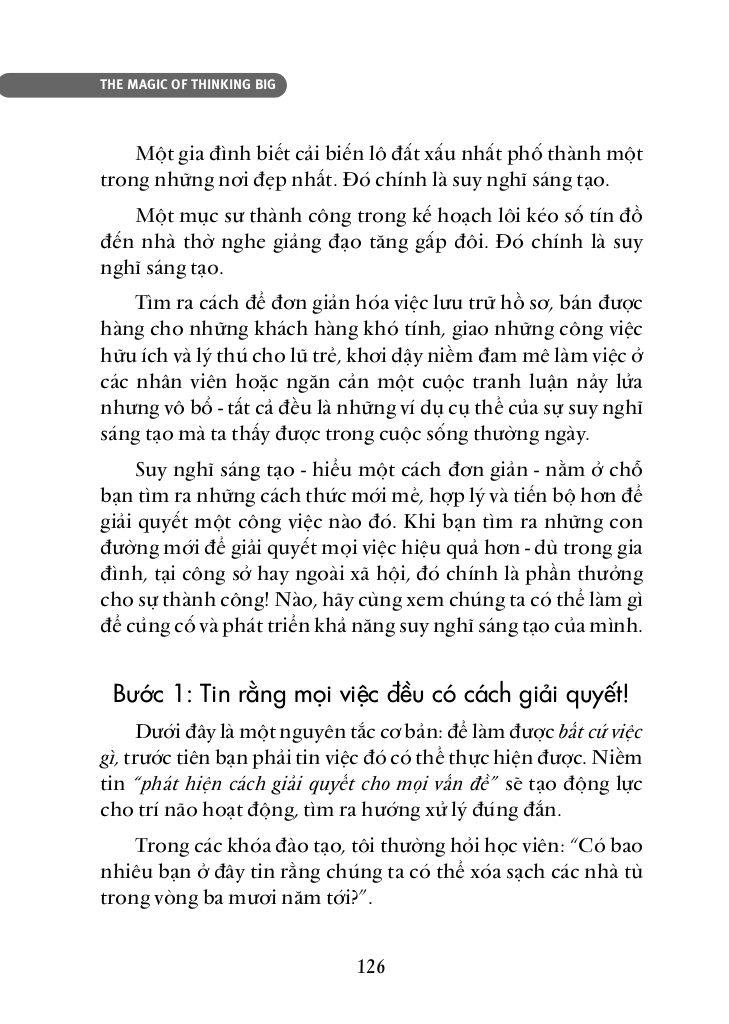 THE MAGIC OF THINKING BIG
Một gia đình biết cải biến lô đất xấu nhất phố thành một
trong những nơi đẹp nhất. Đó chính là suy nghĩ sáng tạo.
Một mục sư thành công trong kế hoạch lôi kéo số tín đồ
đến nhà thờ nghe giảng đạo tăng gấp đôi. Đó chính là suy
nghĩ sáng tạo.
Tìm ra cách để đơn giản hóa việc lưu trữ hồ sơ, bán được
hàng cho những khách hàng khó tính, giao những công việc
hữu ích và lý thú cho lũ trẻ, khơi dậy niềm đam mê làm việc ở
các nhân viên hoặc ngăn cản một cuộc tranh luận nảy lửa
nhưng vô bổ - tất cả đều là những ví dụ cụ thể của sự suy nghĩ
sáng tạo mà ta thấy được trong cuộc sống thường ngày.
Suy nghĩ sáng tạo - hiểu một cách đơn giản - nằm ở chỗ
bạn tìm ra những cách thức mới mẻ, hợp lý và tiến bộ hơn để
giải quyết một công việc nào đó. Khi bạn tìm ra những con
đường mới để giải quyết mọi việc hiệu quả hơn - dù trong gia
đình, tại công sở hay ngoài xã hội, đó chính là phần thưởng
cho sự thành công! Nào, hãy cùng xem chúng ta có thể làm gì
để củng cố và phát triển khả năng suy nghĩ sáng tạo của mình.
Bước 1: Tin rằng mọi việc đều có cách giải quyết!
Dưới đây là một nguyên tắc cơ bản: để làm được bất cứ việc
gì, trước tiên bạn phải tin việc đó có thể thực hiện được. Niềm
tin “phát hiện cách giải quyết cho mọi vấn đề” sẽ tạo động lực
cho trí não hoạt động, tìm ra hướng xử lý đúng đắn.
Trong các khóa đào tạo, tôi thường hỏi học viên: “Có bao
nhiêu bạn ở đây tin rằng chúng ta có thể xóa sạch các nhà tù
trong vòng ba mươi năm tới?”.
126